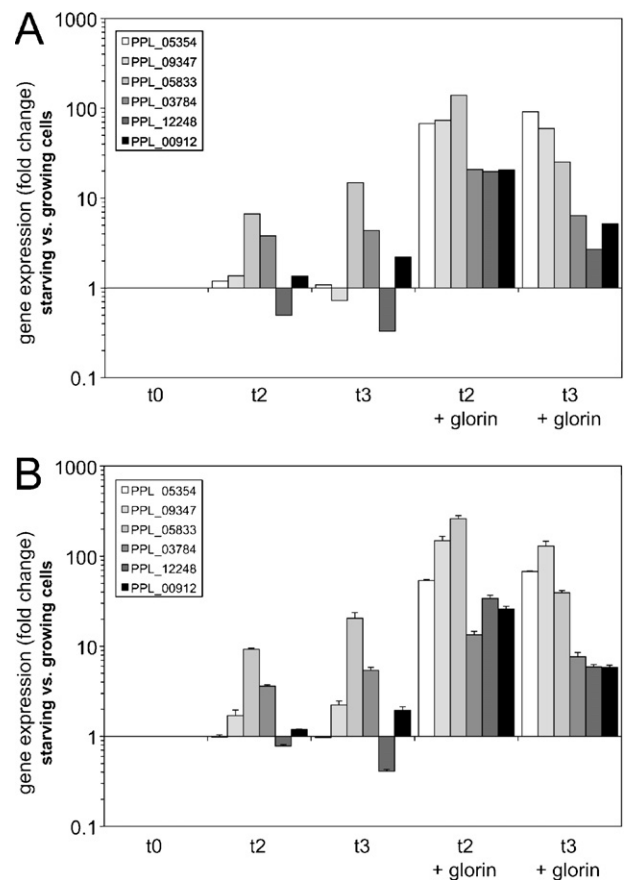 A
gene expression (fold change)
starving vs. growing cells
1000
100
10
1
0.1
PPL_05354
PPL_09347
PPL_05833
PPL_03784
PPL_12248
PPL_00912
t0
t2
t3
t2
+ glorin
t3
+ glorin
B
gene expression (fold change)
starving vs. growing cells
1000
100
10
1
0.1
PPL 05354
PPL_09347
PPL_05833
PPL_03784
PPL_12248
PPL_00912
t0
t2
t3
t2
+ glorin
t3
+ glorin